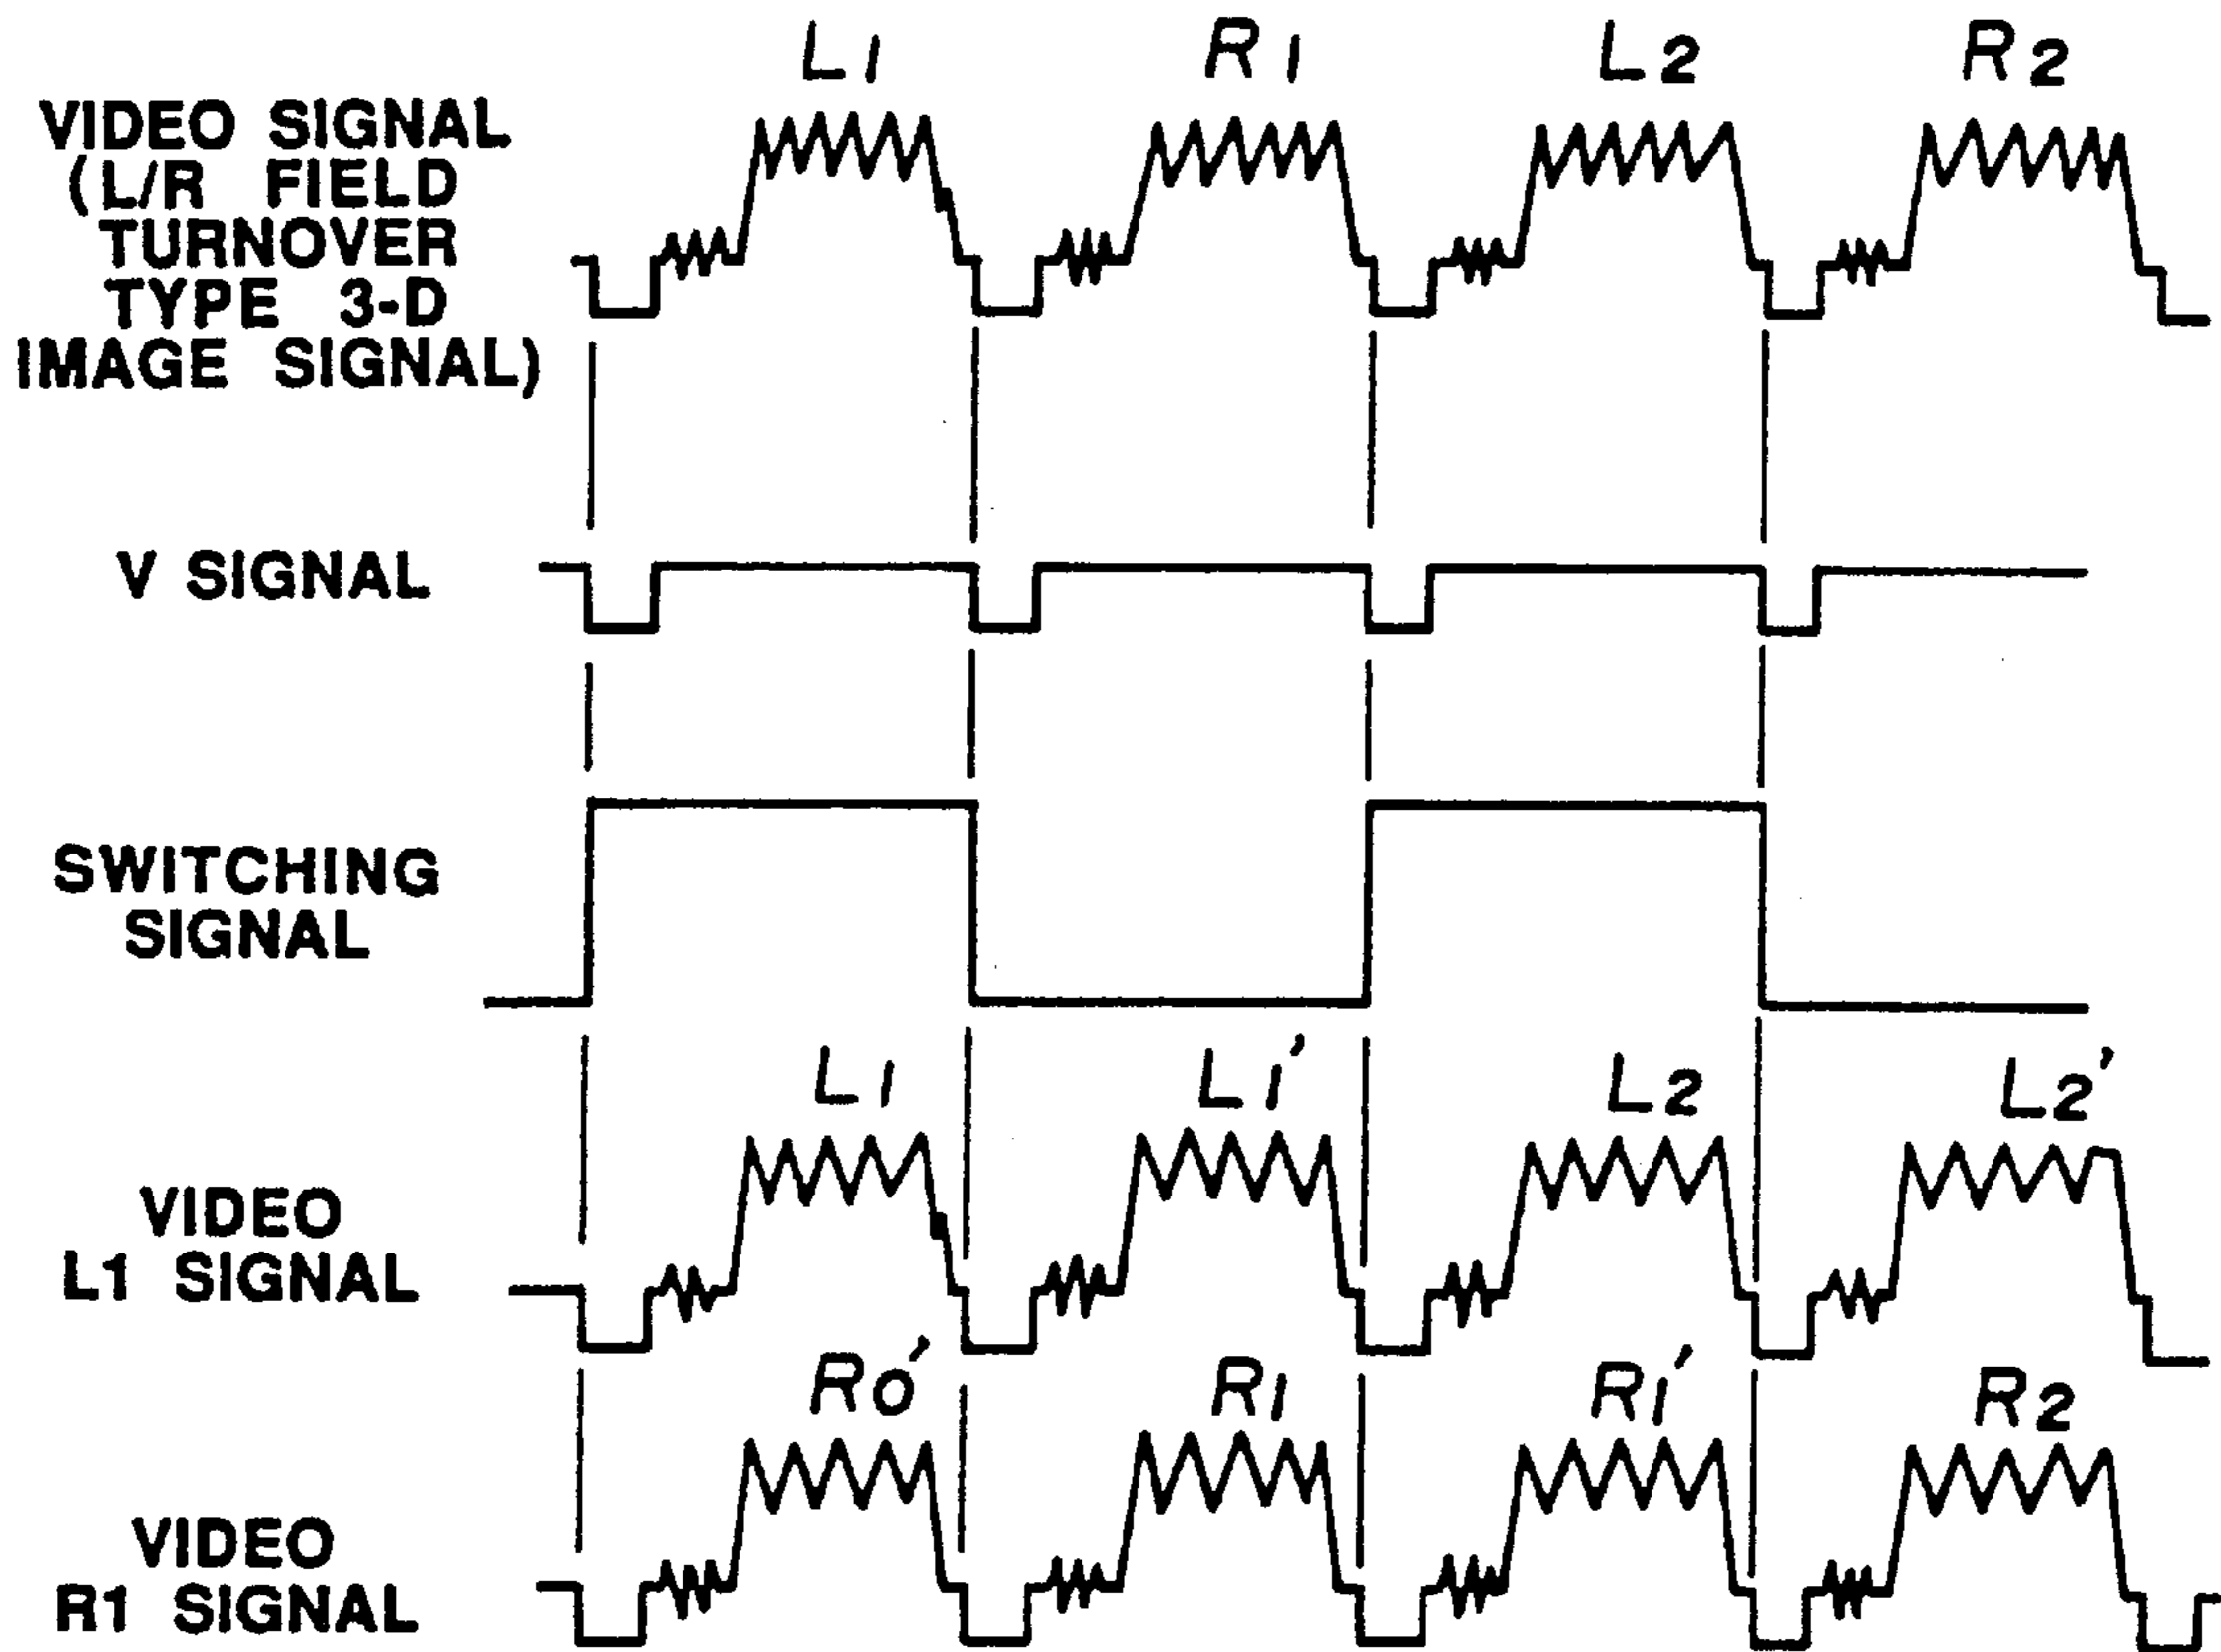 L1 R1 L2 R2
VIDEO SIGNAL
(L/R FIELD
TURNOVER
TYPE 3-D
IMAGE SIGNAL)
V SIGNAL
SWITCHING
SIGNAL
L1 L1' L2 L2'
VIDEO
L1 SIGNAL
R0' R1 R1' R2
VIDEO
R1 SIGNAL